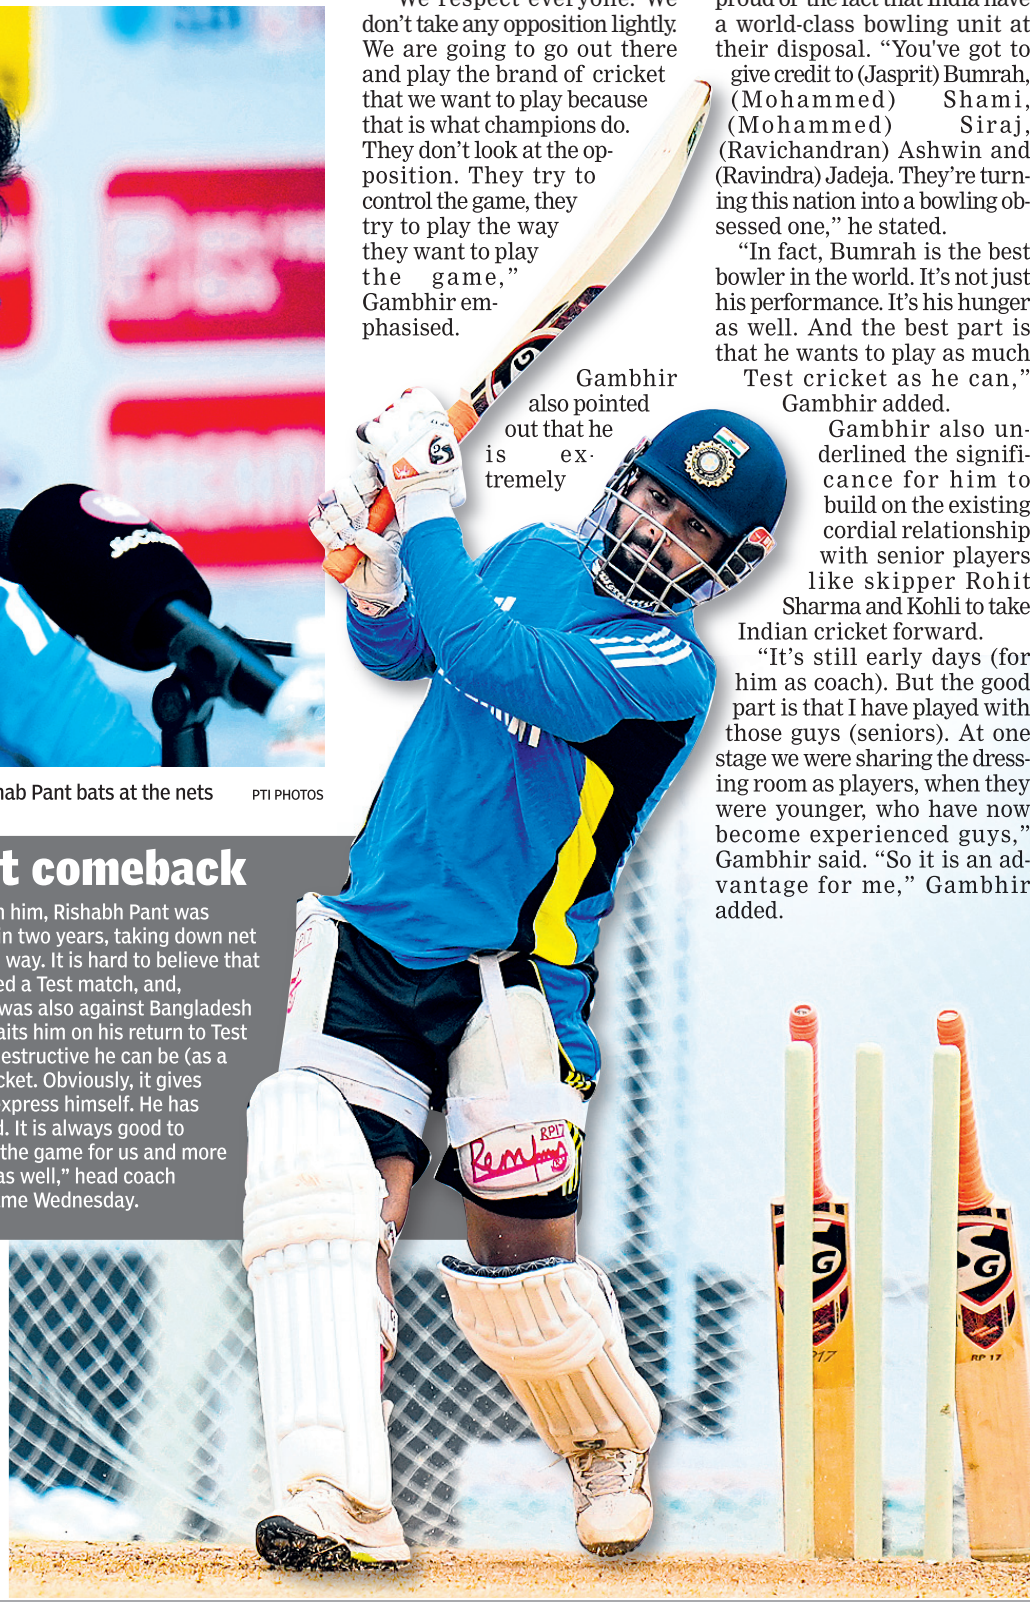 We respect everyone. We
don't take any opposition lightly.
We are going to go out there
and play the brand of cricket
that we want to play because
that is what champions do.
They don't look at the op-
position. They try to
control the game, they
try to play the way
they want to play
the game,”
Gambhir em-
phasised.
Gambhir
also pointed
out that he
is ex-
tremely
proud of the fact that India have
a world-class bowling unit at
their disposal. “You've got to
give credit to (Jasprit) Bumrah,
(Mohammed) Shami,
(Mohammed) Siraj,
(Ravichandran) Ashwin and
(Ravindra) Jadeja. They’re turn-
ing this nation into a bowling ob-
sessed one,” he stated.
“In fact, Bumrah is the best
bowler in the world. It’s not just
his performance. It’s his hunger
as well. And the best part is
that he wants to play as much
Test cricket as he can,”
Gambhir added.
Gambhir also un-
derlined the signifi-
cance for him to
build on the existing
cordial relationship
with senior players
like skipper Rohit
Sharma and Kohli to take
Indian cricket forward.
“It’s still early days (for
him as coach). But the good
part is that I have played with
those guys (seniors). At one
stage we were sharing the dress-
ing room as players, when they
were younger, who have now
become experienced guys,”
Gambhir said. “So it is an ad-
vantage for me,” Gambhir
added.
hab Pant bats at the nets
PTI PHOTOS
t comeback
h him, Rishabh Pant was
in two years, taking down net
way. It is hard to believe that
ed a Test match, and,
was also against Bangladesh
aits him on his return to Test
estructive he can be (as a
cket. Obviously, it gives
express himself. He has
d. It is always good to
the game for us and more
as well,” head coach
ame Wednesday.
SG
RP17
SG
RP17
SG
RP 17